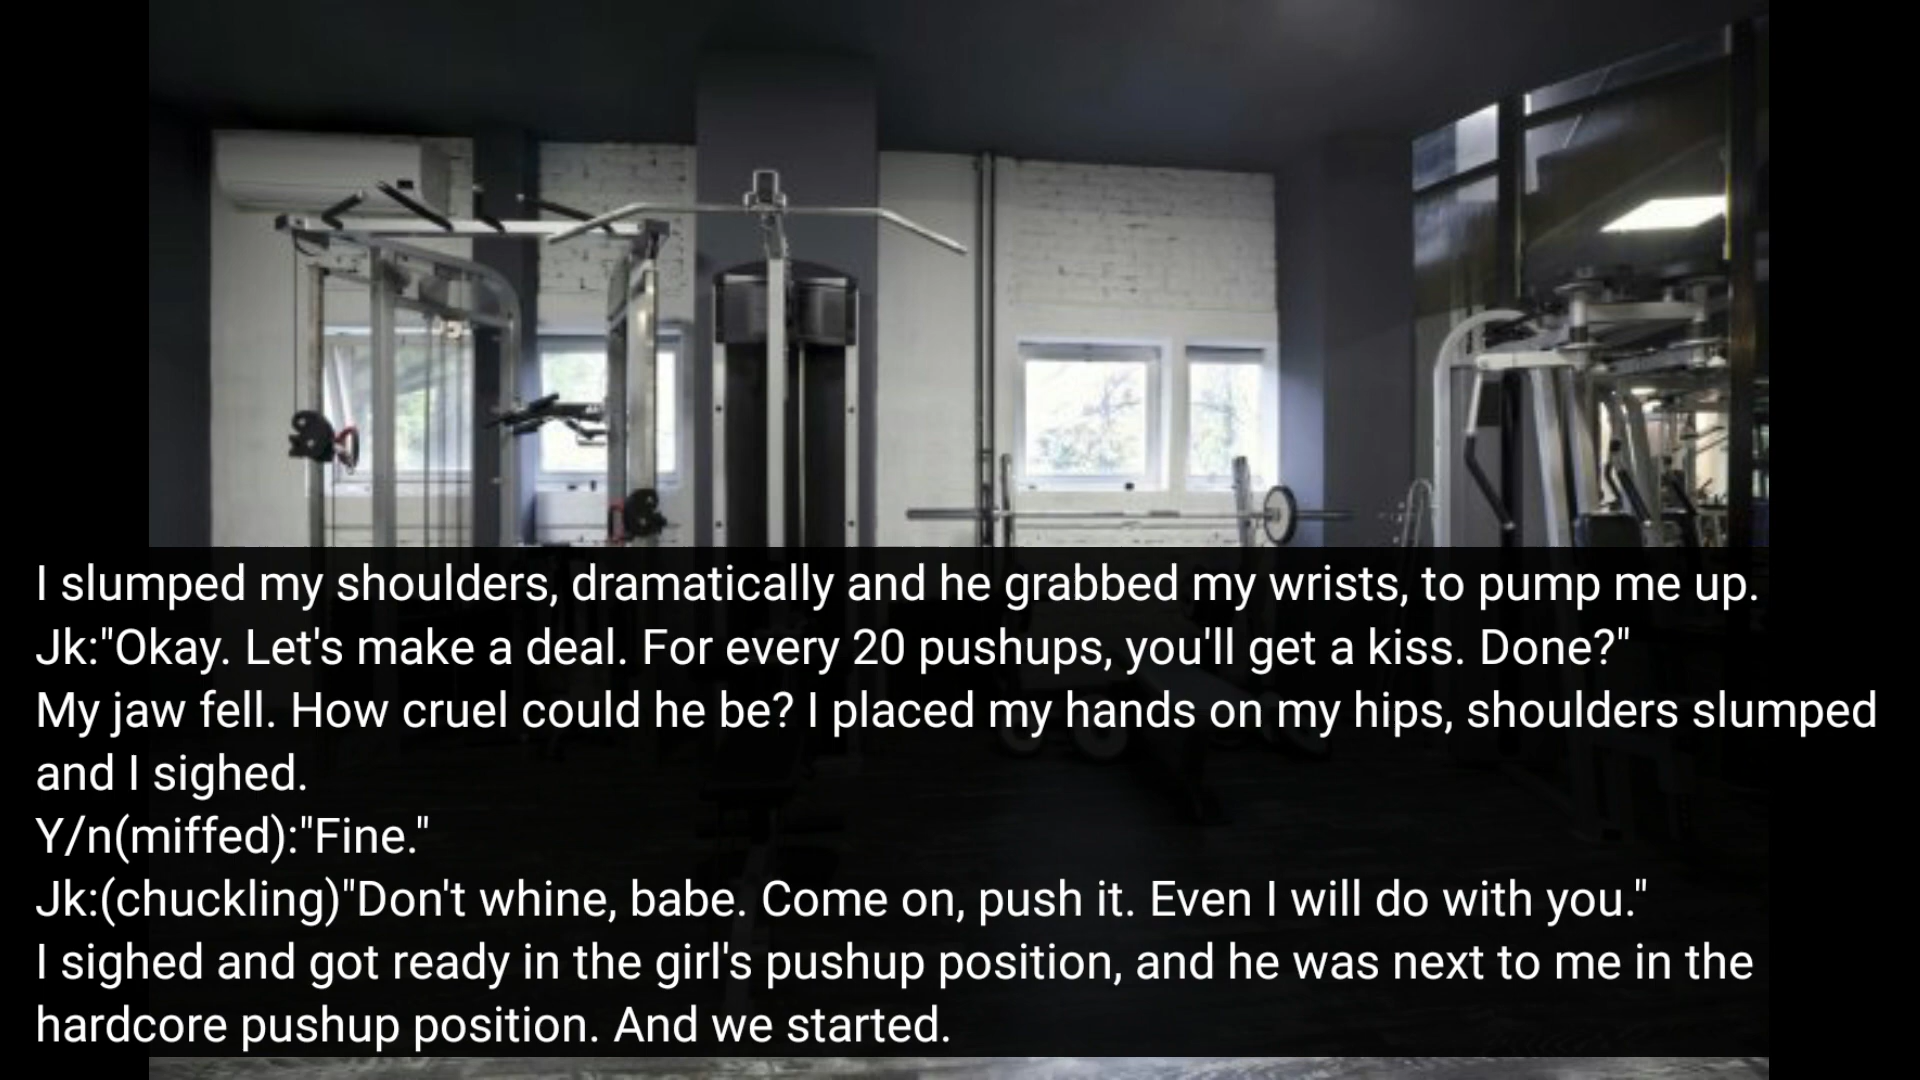 I slumped my shoulders, dramatically and he grabbed my wrists, to pump me up.
Jk:"Okay. Let's make a deal. For every 20 pushups, you'll get a kiss. Done?"
My jaw fell. How cruel could he be? I placed my hands on my hips, shoulders slumped
and I sighed.
Y/n(miffed):"Fine."
Jk:(chuckling)"Don't whine, babe. Come on, push it. Even I will do with you."
I sighed and got ready in the girl's pushup position, and he was next to me in the
hardcore pushup position. And we started.